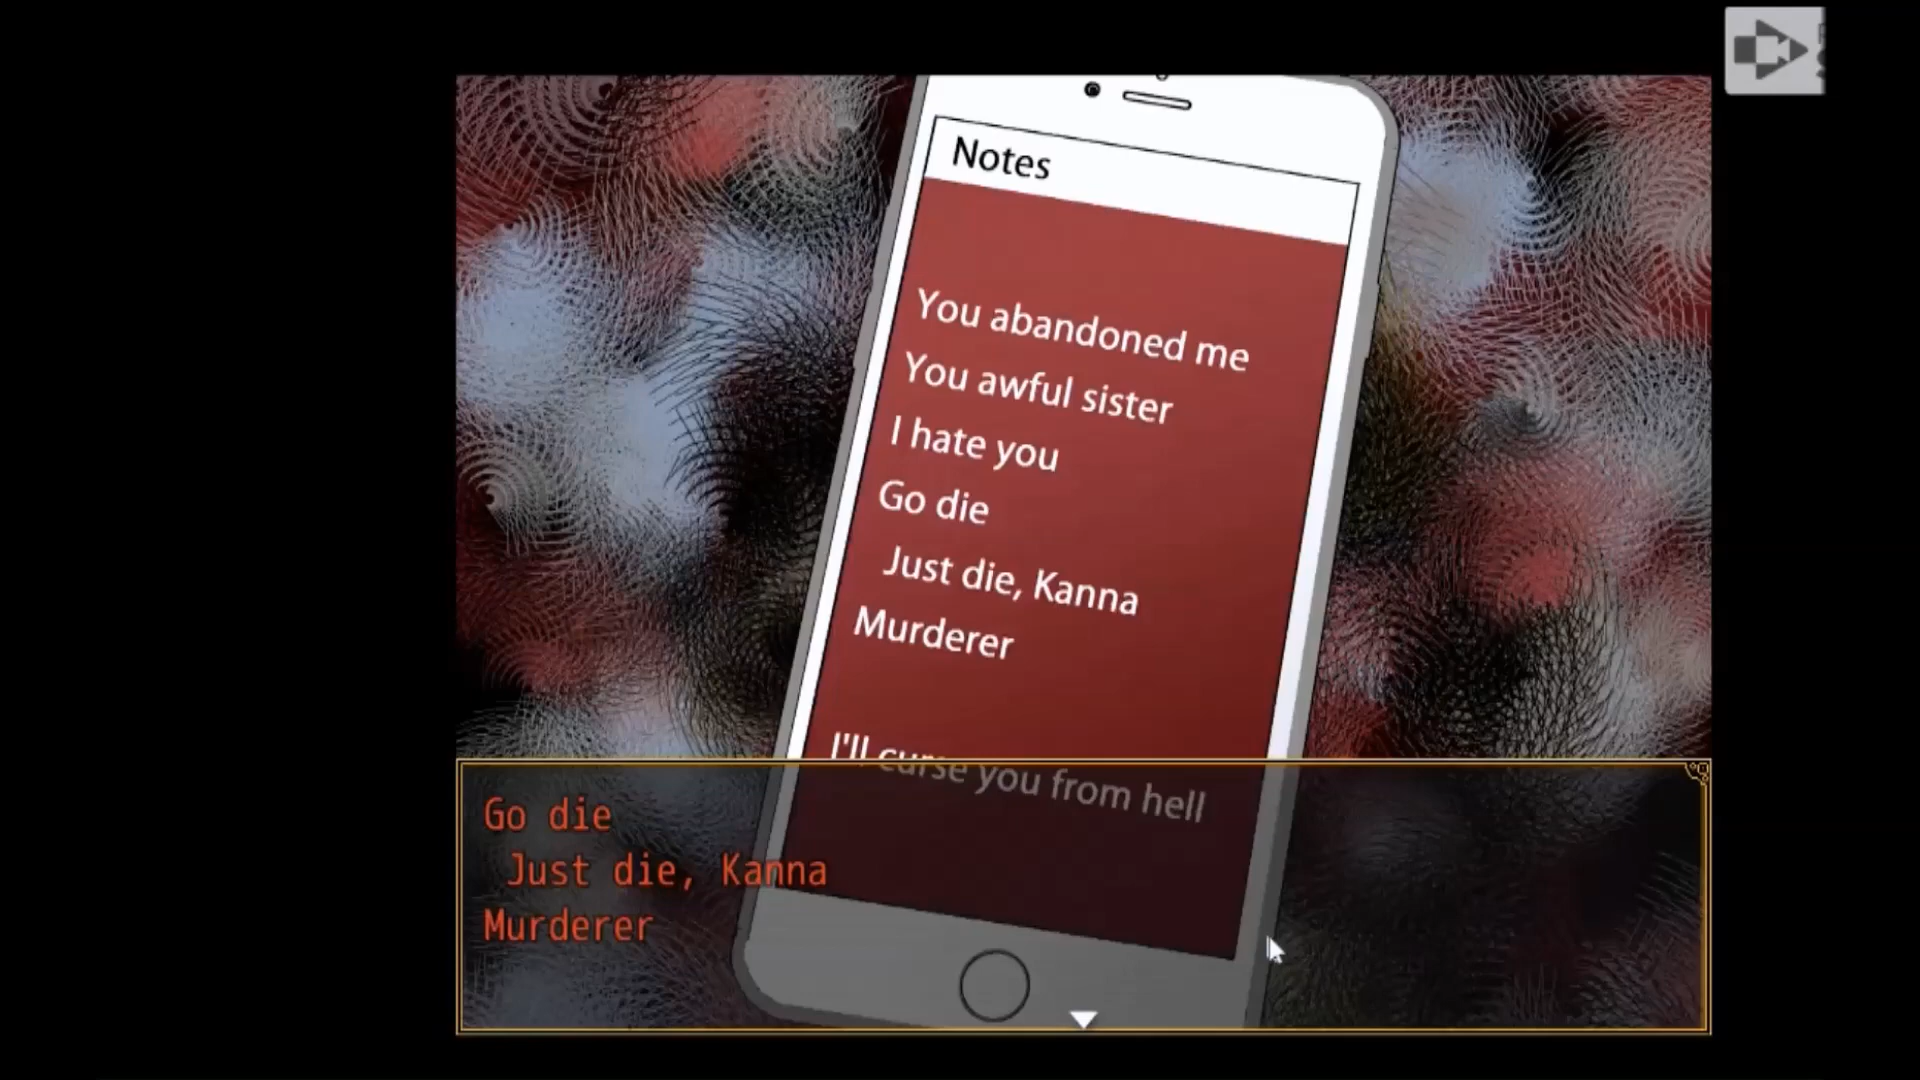 Notes
You abandoned me
You awful sister
I hate you
Go die
Just die, Kanna
Murderer
I'll curse you from hell
Go die
Just die, Kanna
Murderer